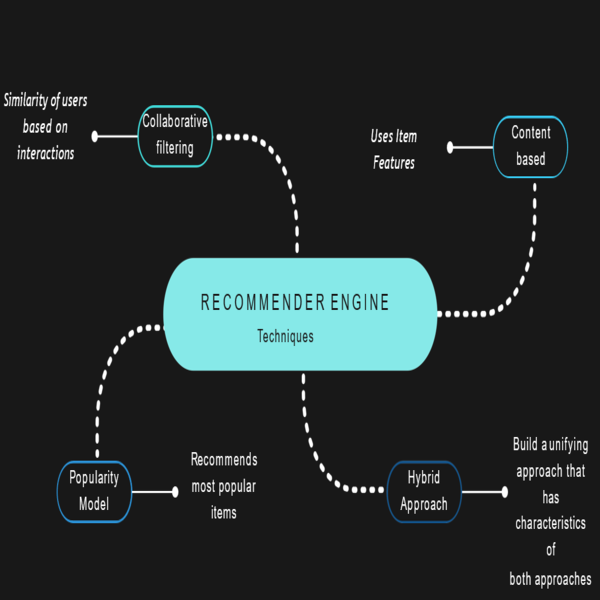 Similarity of users
based on
interactions
Collaborative
filtering
Uses Item
Features
Content
based
RECOMMENDER ENGINE
Techniques
Popularity
Model
Recommends
most popular
items
Hybrid
Approach
Build a unifying
approach that
has
characteristics
of
both approaches